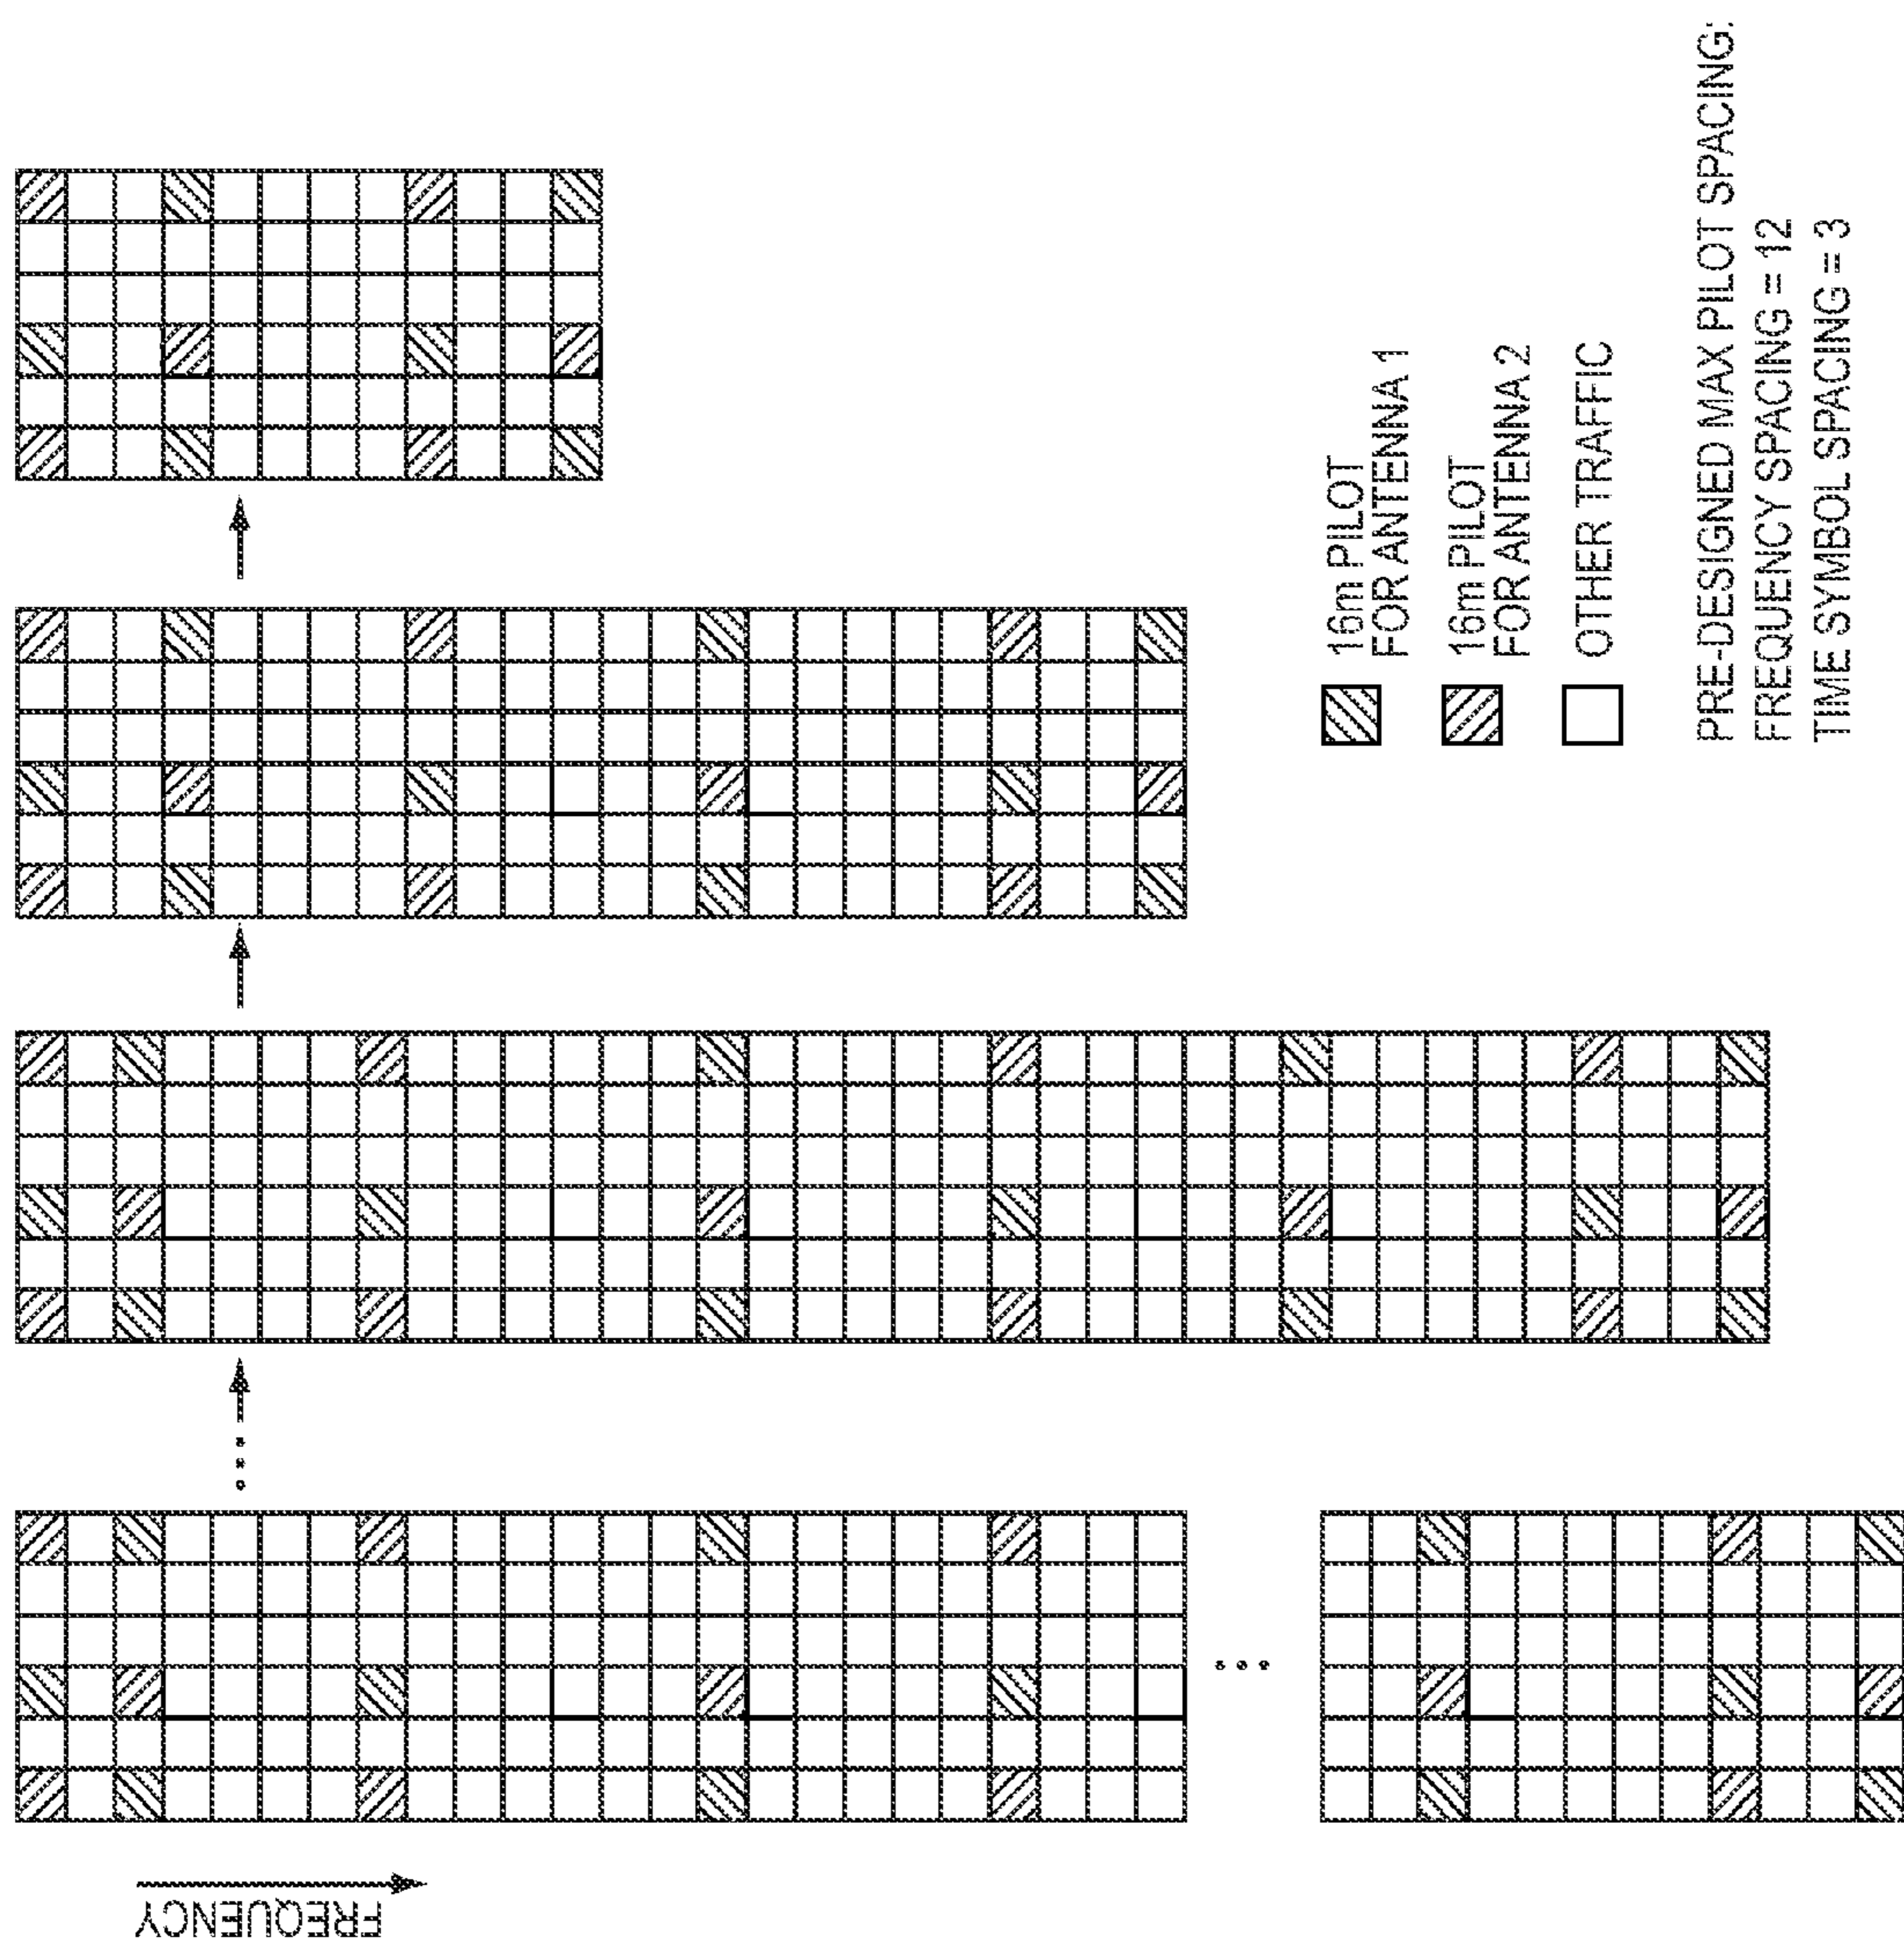 FREQUENCY
16m PILOT
FOR ANTENNA 1
16m PILOT
FOR ANTENNA 2
OTHER TRAFFIC
PRE-DESIGNED MAX PILOT SPACING:
FREQUENCY SPACING = 12
TIME SYMBOL SPACING = 3